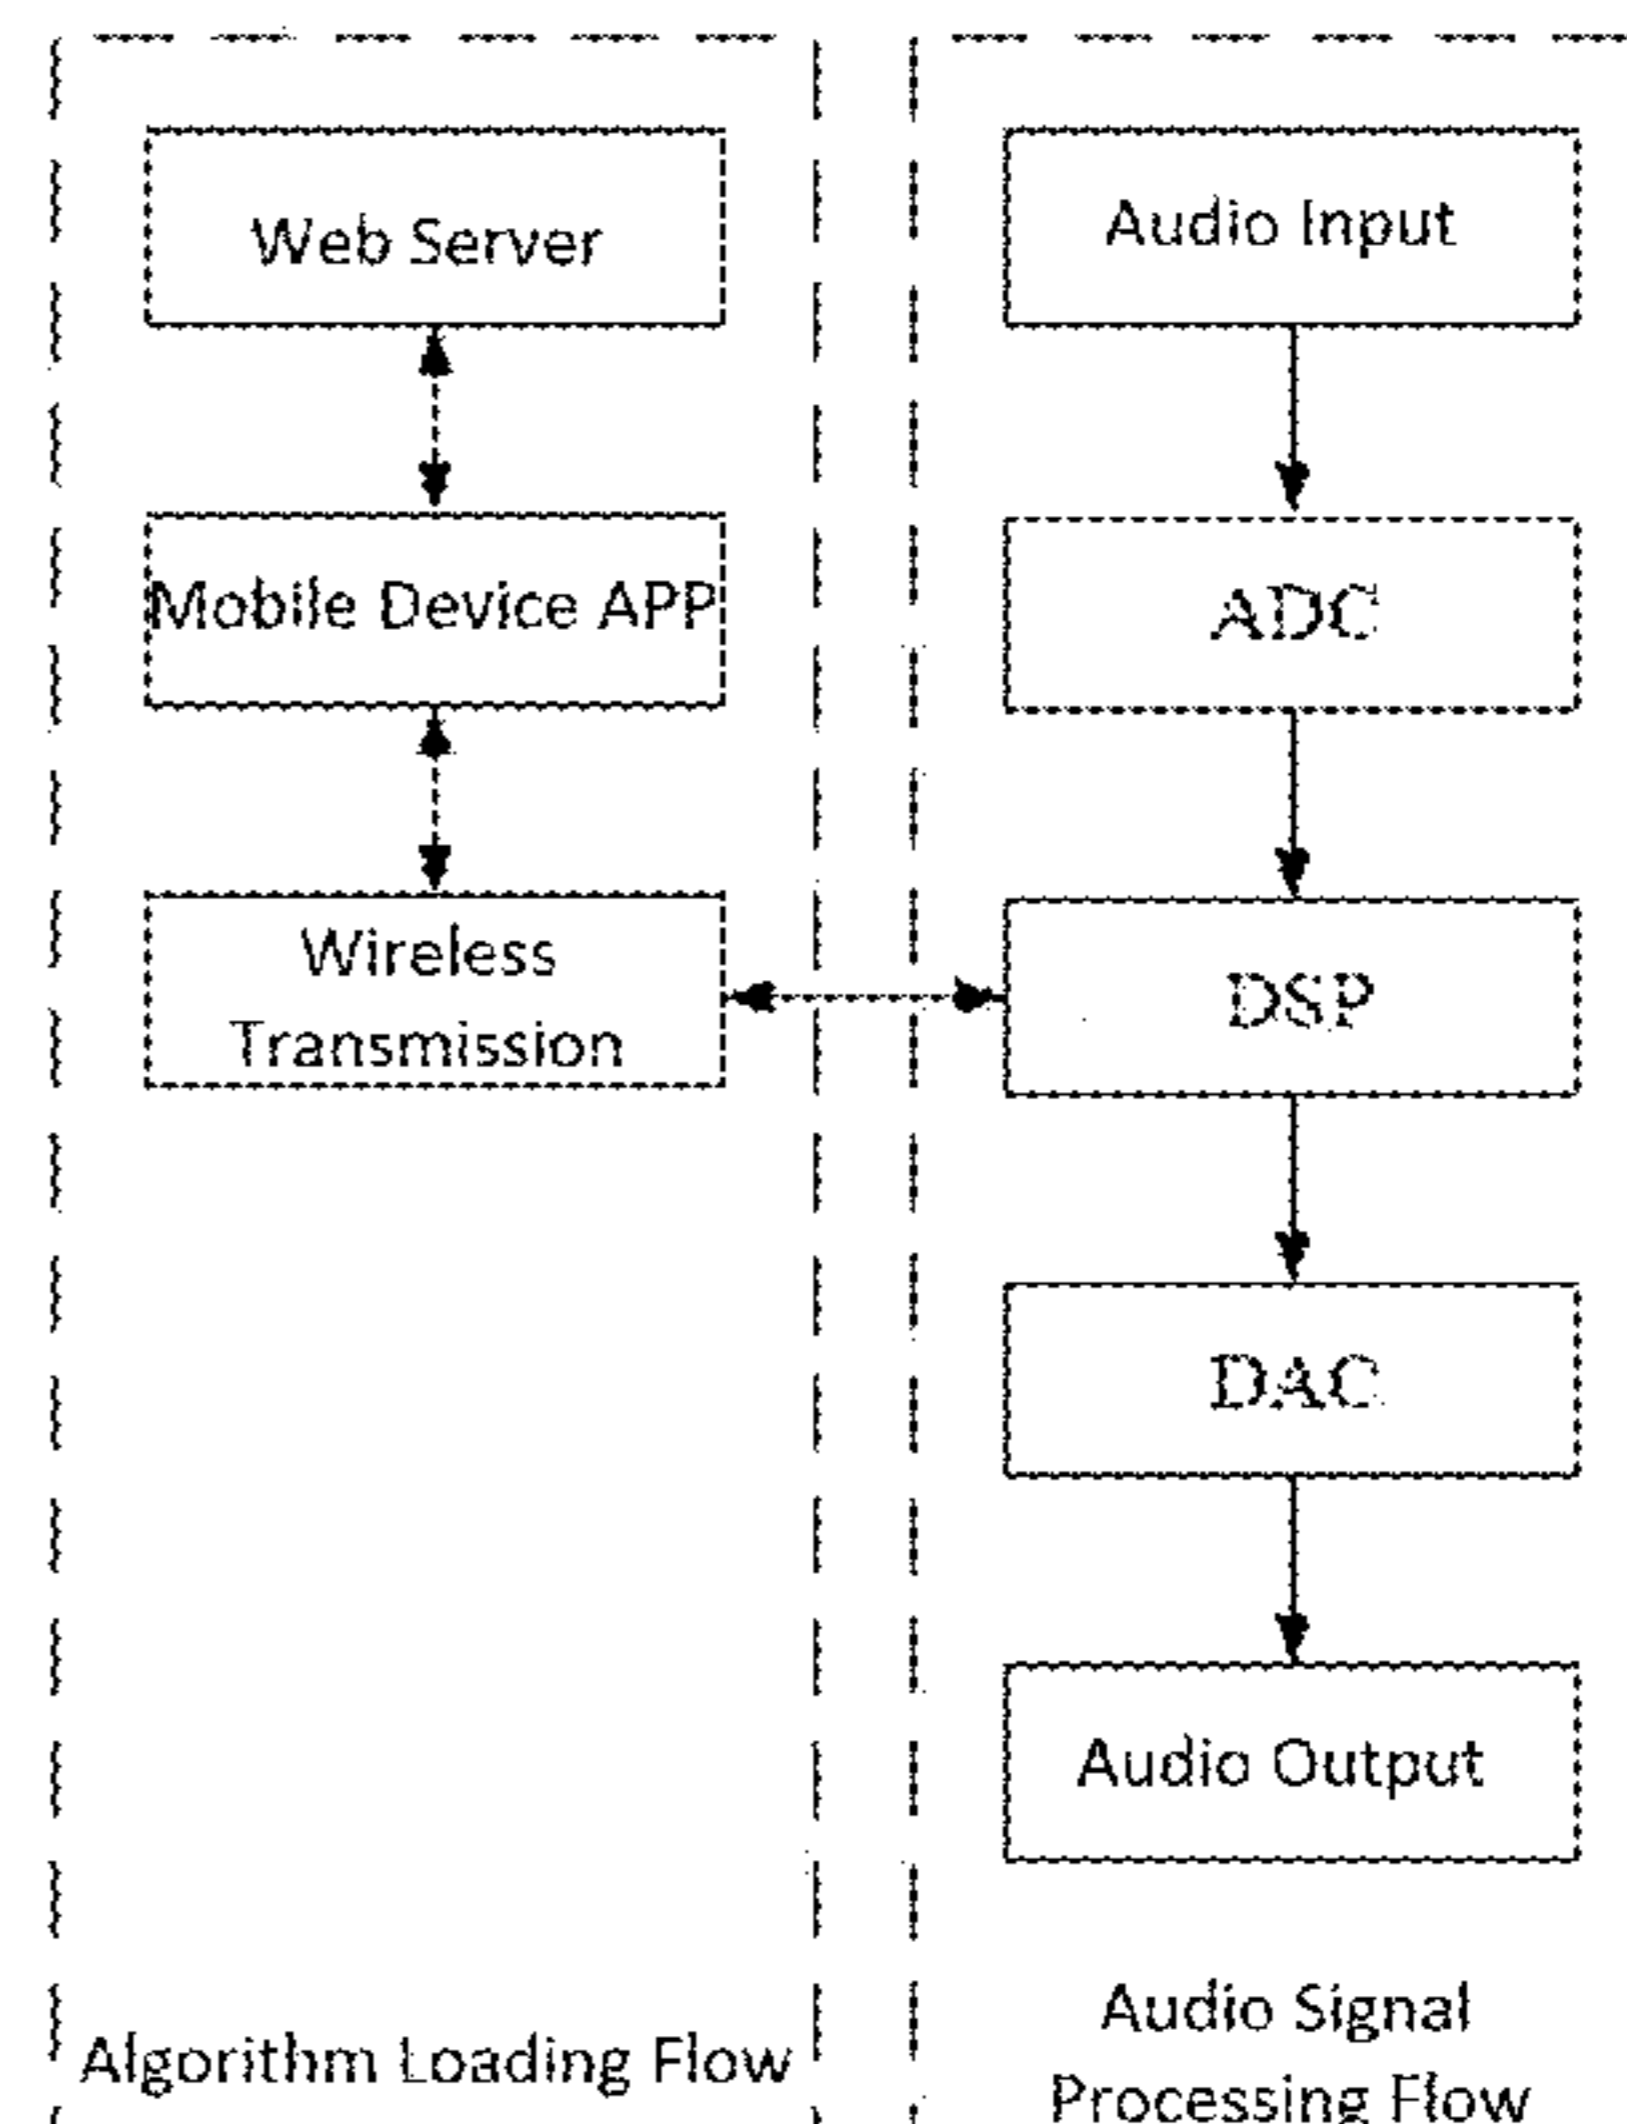 Web Server
Mobile Device APP
Wireless
Transmission
Algorithm Loading Flow
Audio Input
ADC
DSP
DAC
Audio Output
Audio Signal
Processing Flow